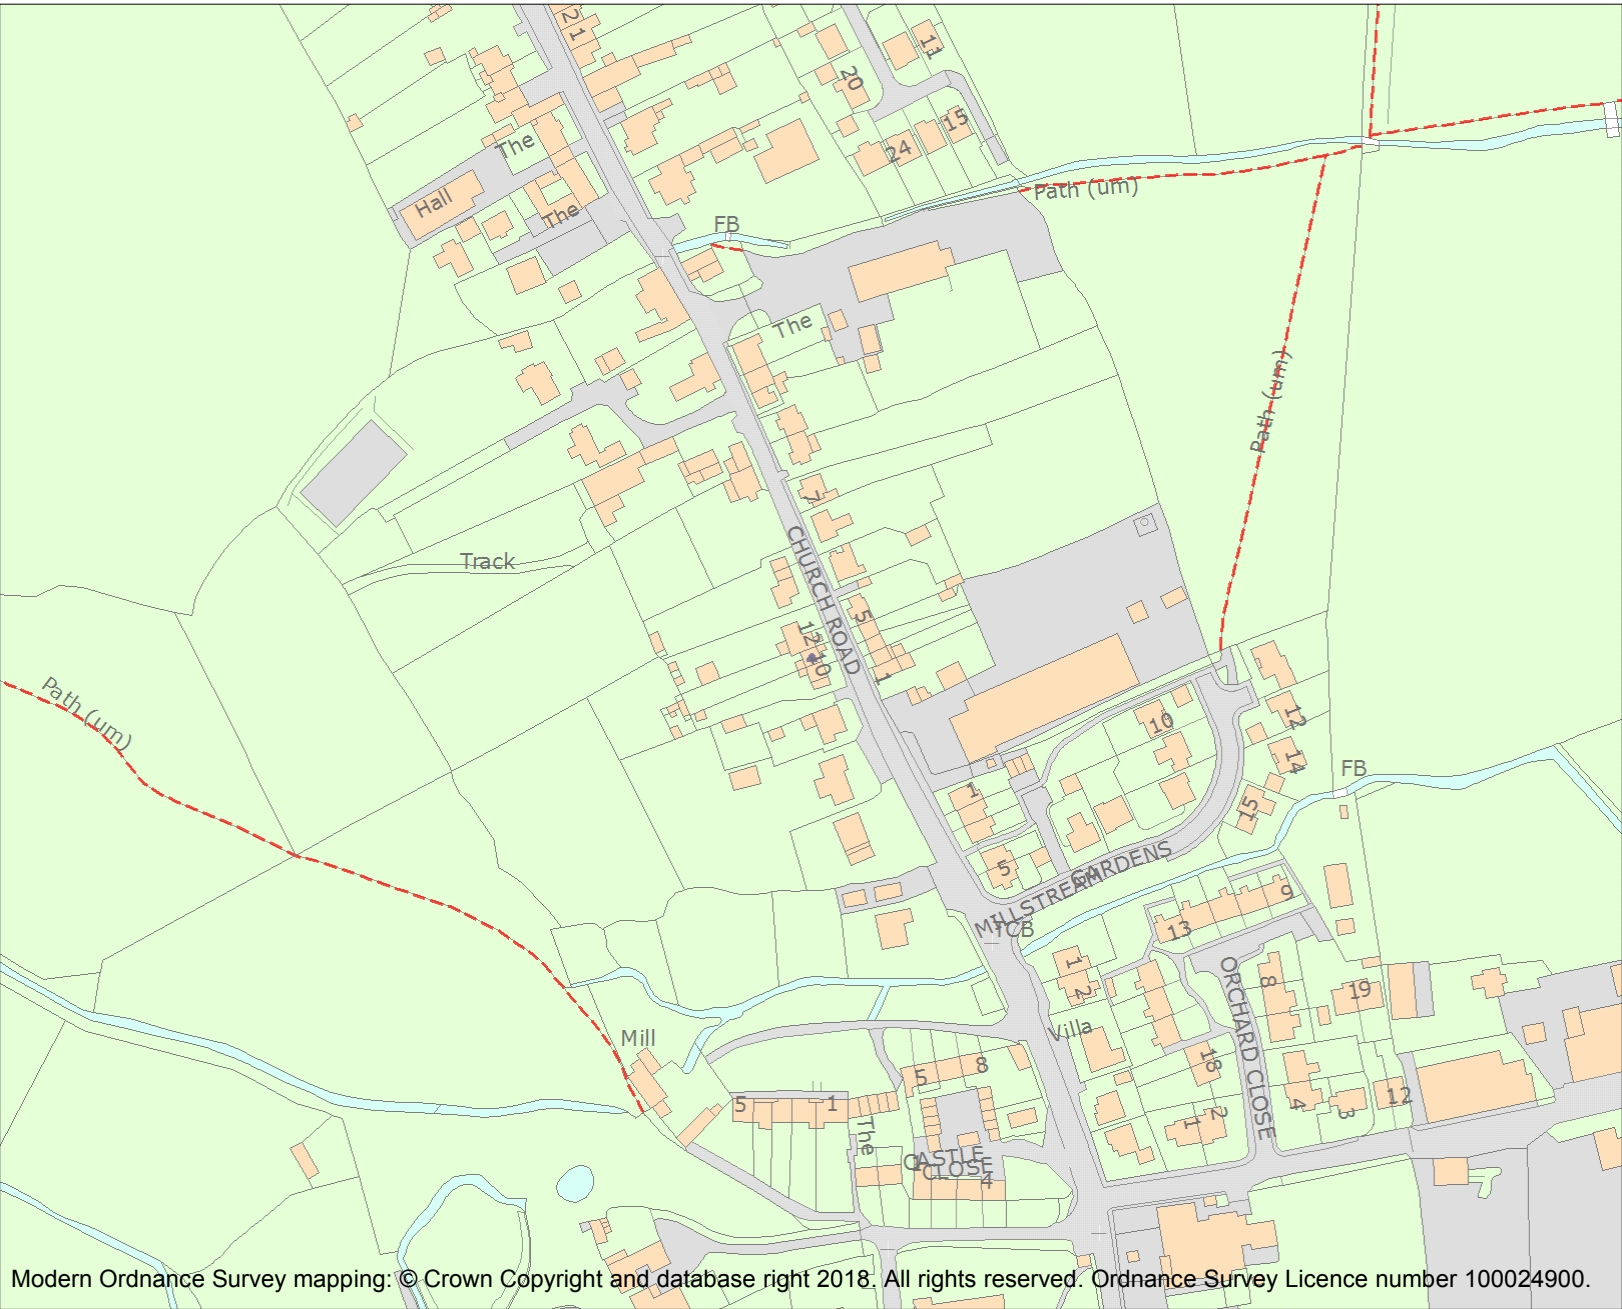 21
11
20
15
24
The
Hall
The
FB
Path (um)
The
Path (um)
7
CHURCH ROAD
Track
5
12
10
1
Path (um)
10
12
14
FB
1
15
5
MILLSTREAM GARDENS
TCB
9
13
1
2
ORCHARD CLOSE
8
19
Villa
Mill
5
8
18
5
1
12
4
3
2
1
The
1
CASTLE
CLOSE
4
Modern Ordnance Survey mapping: © Crown Copyright and database right 2018. All rights reserved. Ordnance Survey Licence number 100024900.